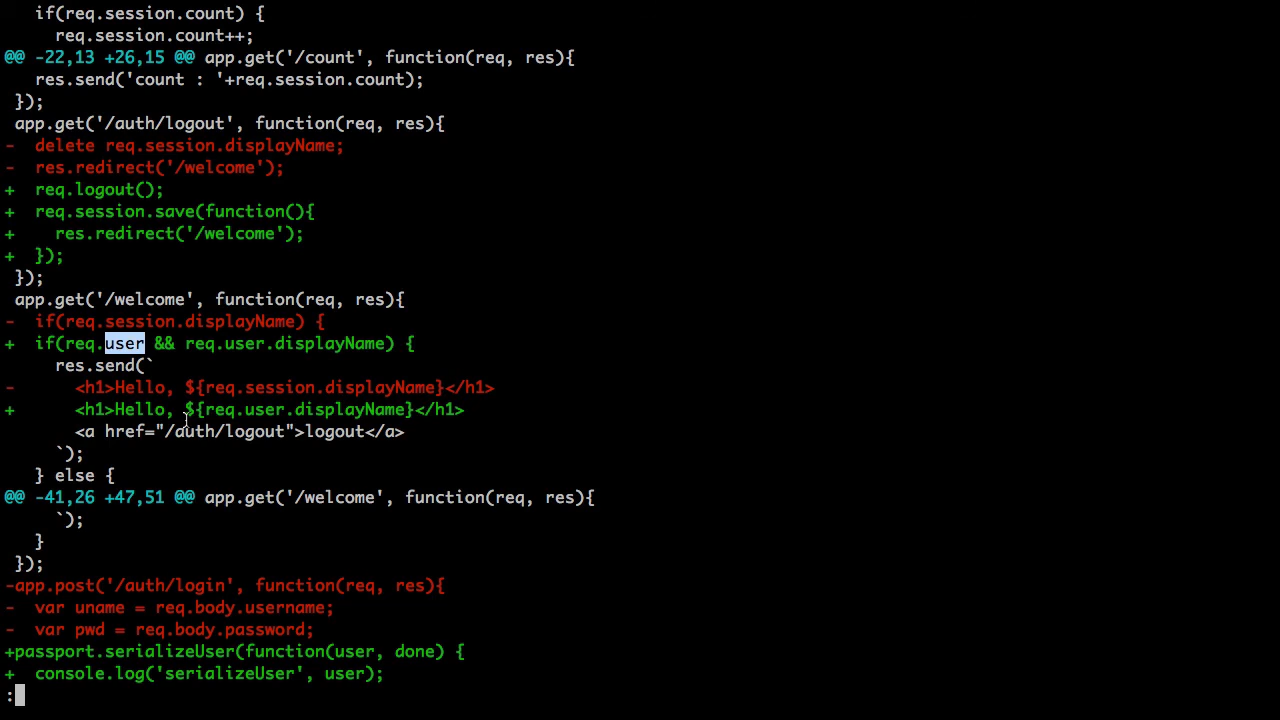 if(req.session.count) {
     req.session.count++;
@@ -22,13 +26,15 @@ app.get('/count', function(req, res){
   res.send('count : '+req.session.count);
 });
 app.get('/auth/logout', function(req, res){
-  delete req.session.displayName;
-  res.redirect('/welcome');
+  req.logout();
+  req.session.save(function(){
+    res.redirect('/welcome');
+  });
 });
 app.get('/welcome', function(req, res){
-  if(req.session.displayName) {
+  if(req.user && req.user.displayName) {
     res.send(`
-      <h1>Hello, ${req.session.displayName}</h1>
+      <h1>Hello, ${req.user.displayName}</h1>
       <a href="/auth/logout">logout</a>
     `);
   } else {
@@ -41,26 +47,51 @@ app.get('/welcome', function(req, res){
     `);
   }
 });
-app.post('/auth/login', function(req, res){
-  var uname = req.body.username;
-  var pwd = req.body.password;
+passport.serializeUser(function(user, done) {
+  console.log('serializeUser', user);
: